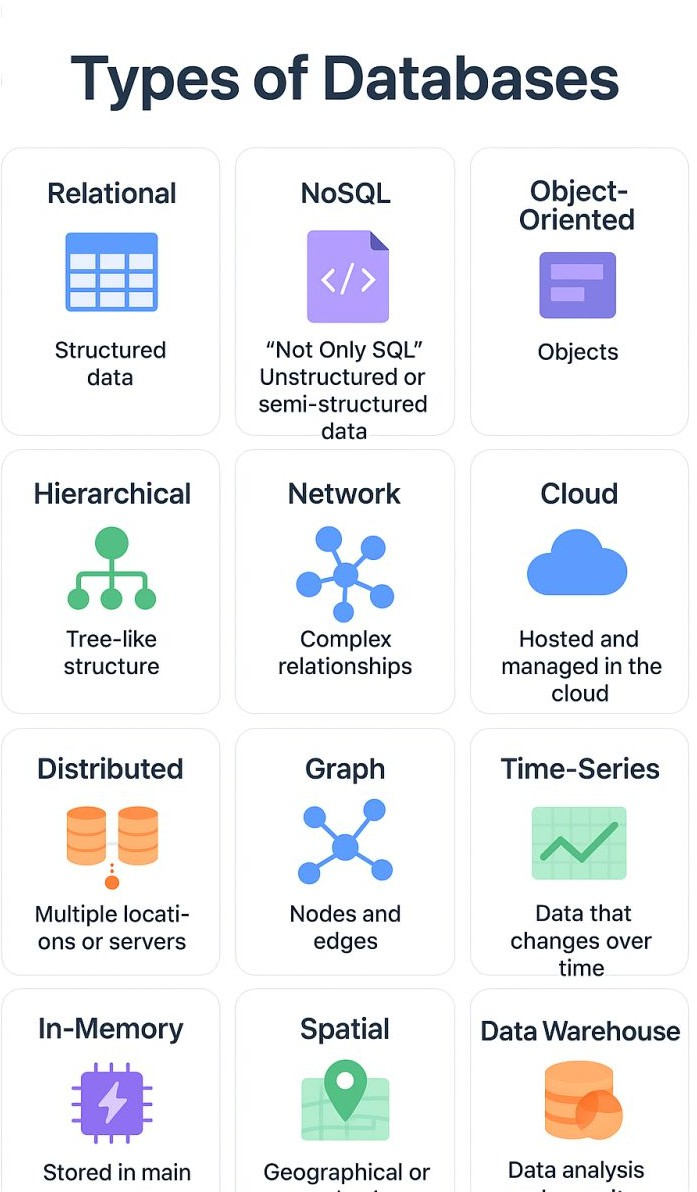 Types of Databases
Relational
Structured
data
NoSQL
“Not Only SQL”
Unstructured or
sem-structured
data
Object-
Oriented
Objects
Hierarchical
Tree-like
structure
Network
Complex
relationships
Cloud
Hosted and
managed in the
cloud
Distributed
Multiple locati-
ons or servers
Graph
Nodes and
edges
Time-Series
Data that
changes over
time
In-Memory
Stored in main
Spatial
Geographical or
Data Warehouse
Data analysis